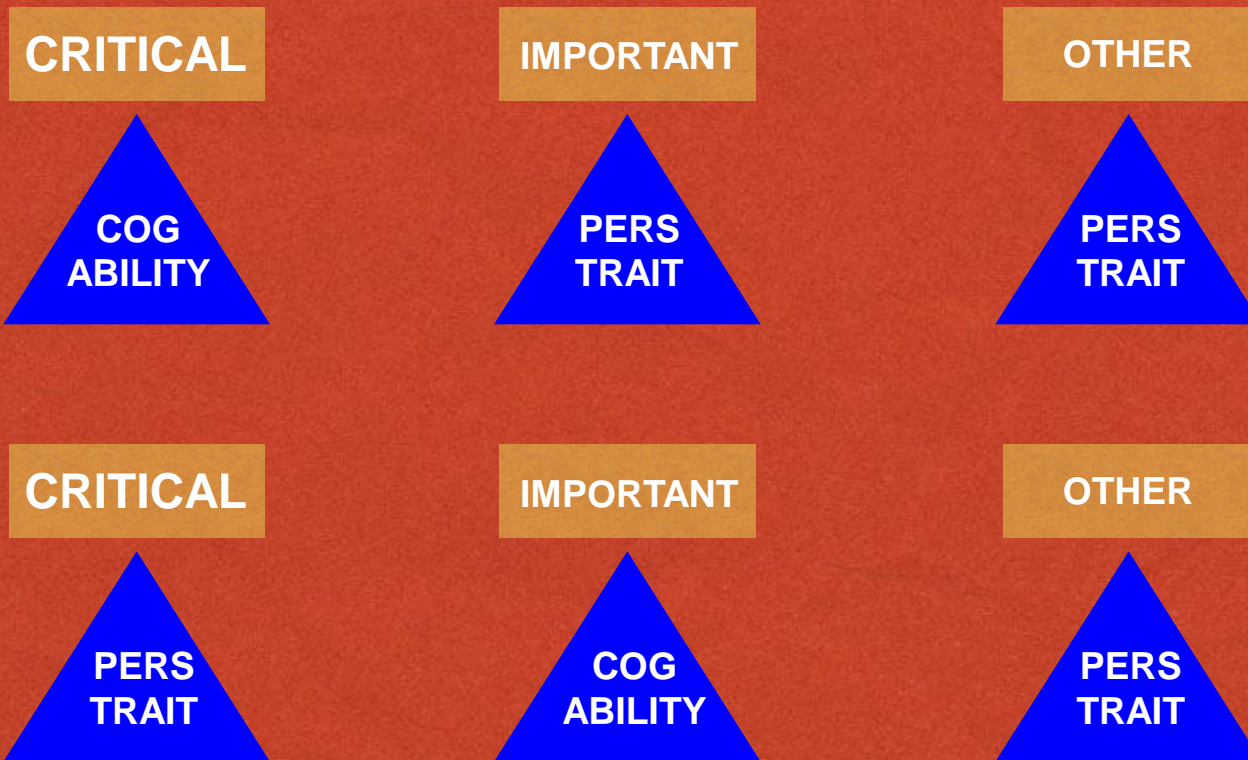 CRITICAL
IMPORTANT
OTHER
COG
ABILITY
PERS
TRAIT
PERS
TRAIT
CRITICAL
IMPORTANT
OTHER
PERS
TRAIT
COG
ABILITY
PERS
TRAIT